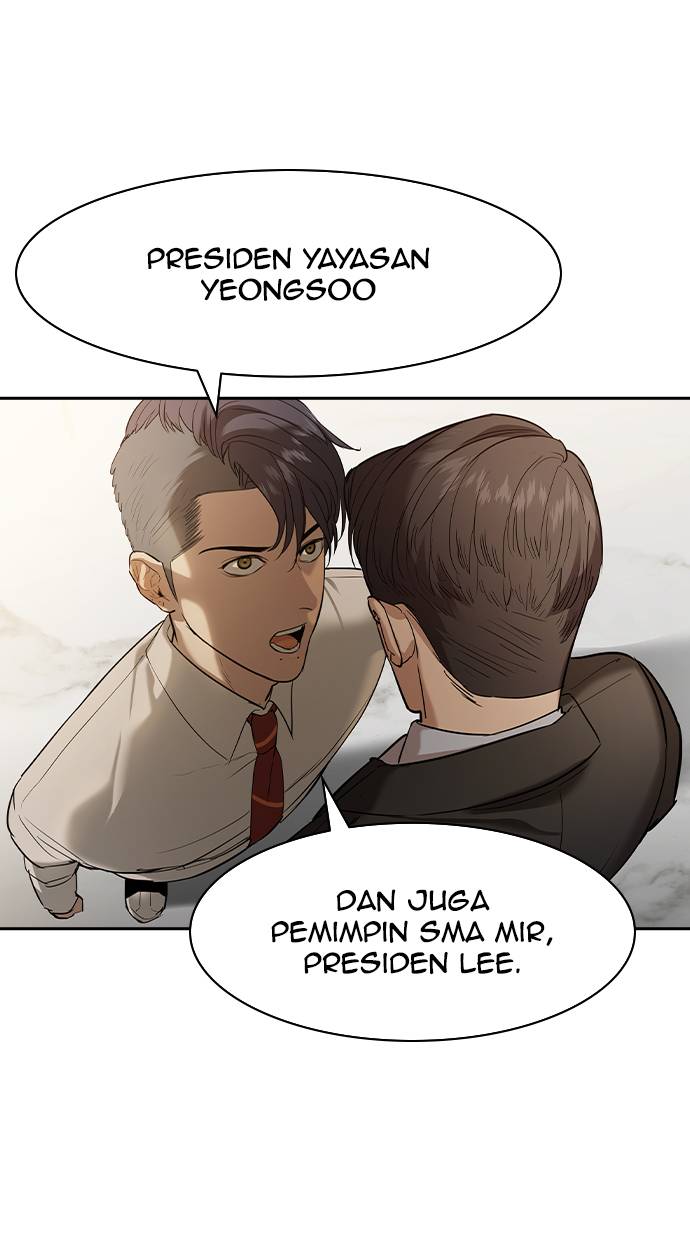 PRESIDEN YAYASAN
YEONGSOO
DAN JUGA
PEMIMPIN SMA MIR,
PRESIDEN LEE.